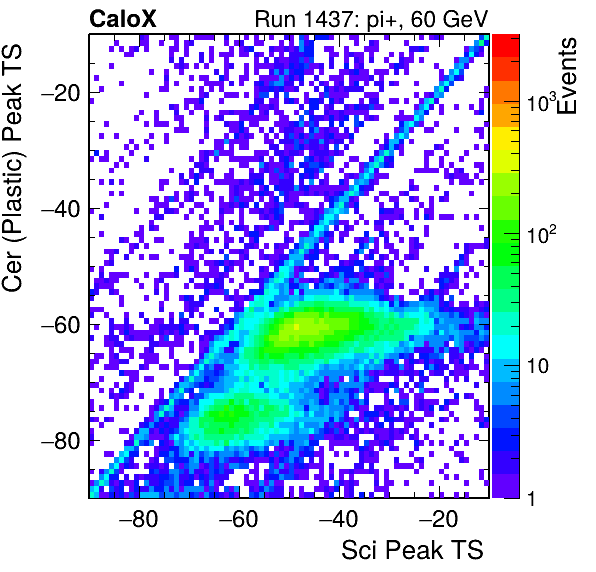 CaloX
Run 1437: pi+, 60 GeV
Cer (Plastic) Peak TS
−20
−40
−60
−80
−80
−60
−40
−20
Sci Peak TS
Events
10³
10²
10
1